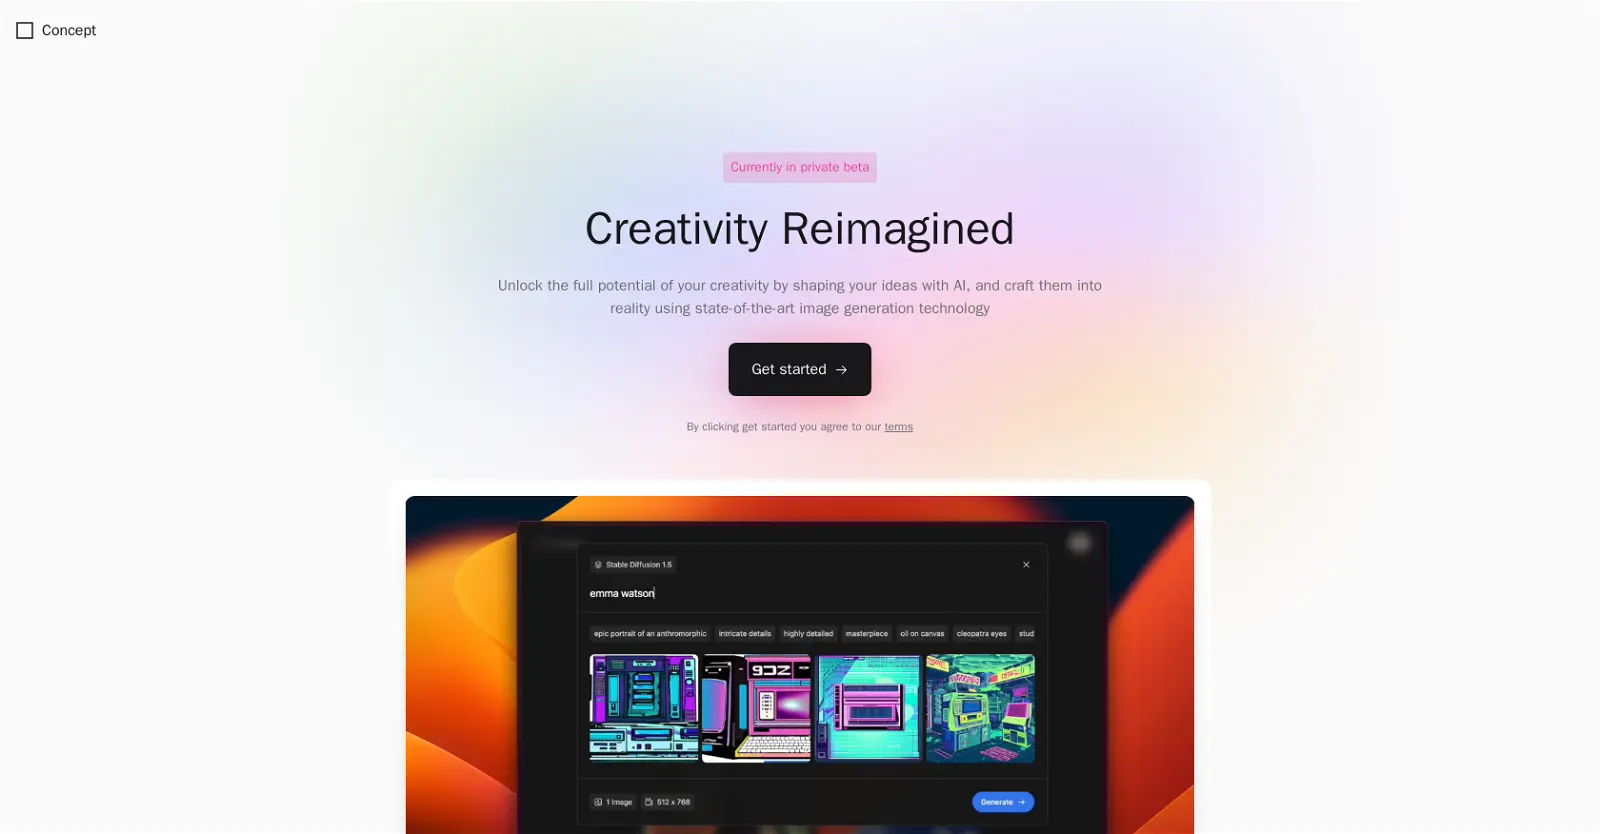 Concept
Currently in private beta
Creativity Reimagined
Unlock the full potential of your creativity by shaping your ideas with AI, and craft them into
reality using state-of-the-art image generation technology
Get started →
By clicking get started you agree to our terms
Stable Diffusion 1.5
emma watson
epic portrait of an anthromorphic intricate details highly detailed masterpiece oil on canvas cleopatra eyes stud
1 Image 512 x 768
Generate →